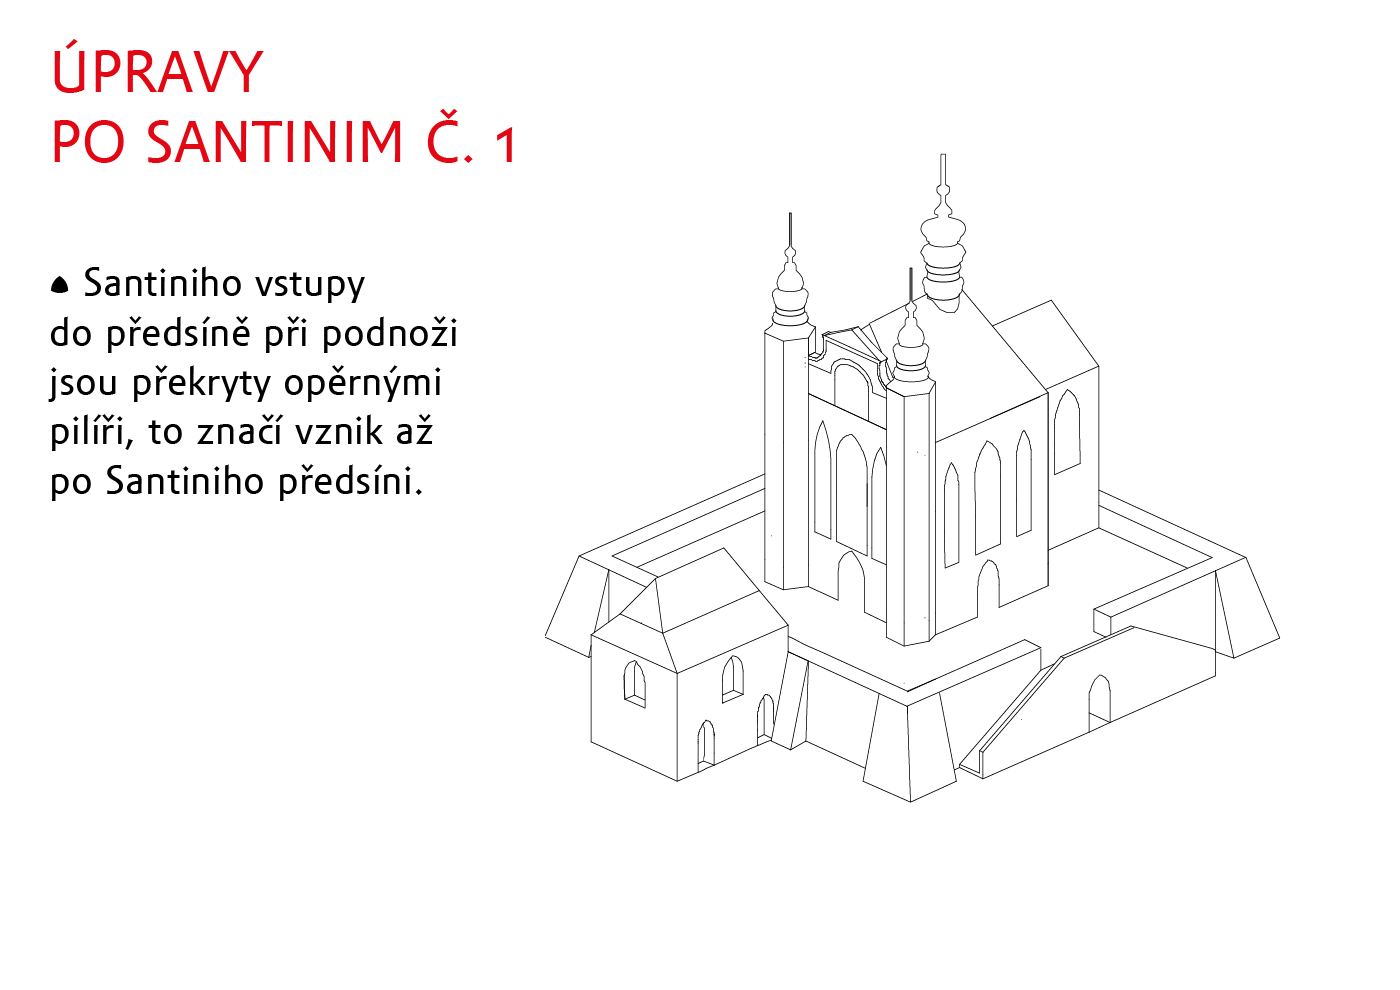 ÚPRAVY
PO SANTINIM Č. 1
Santiniho vstupy
do předsíně při podnoži
jsou překryty opěrnými
pilíři, to značí vznik až
po Santiniho předsíni.